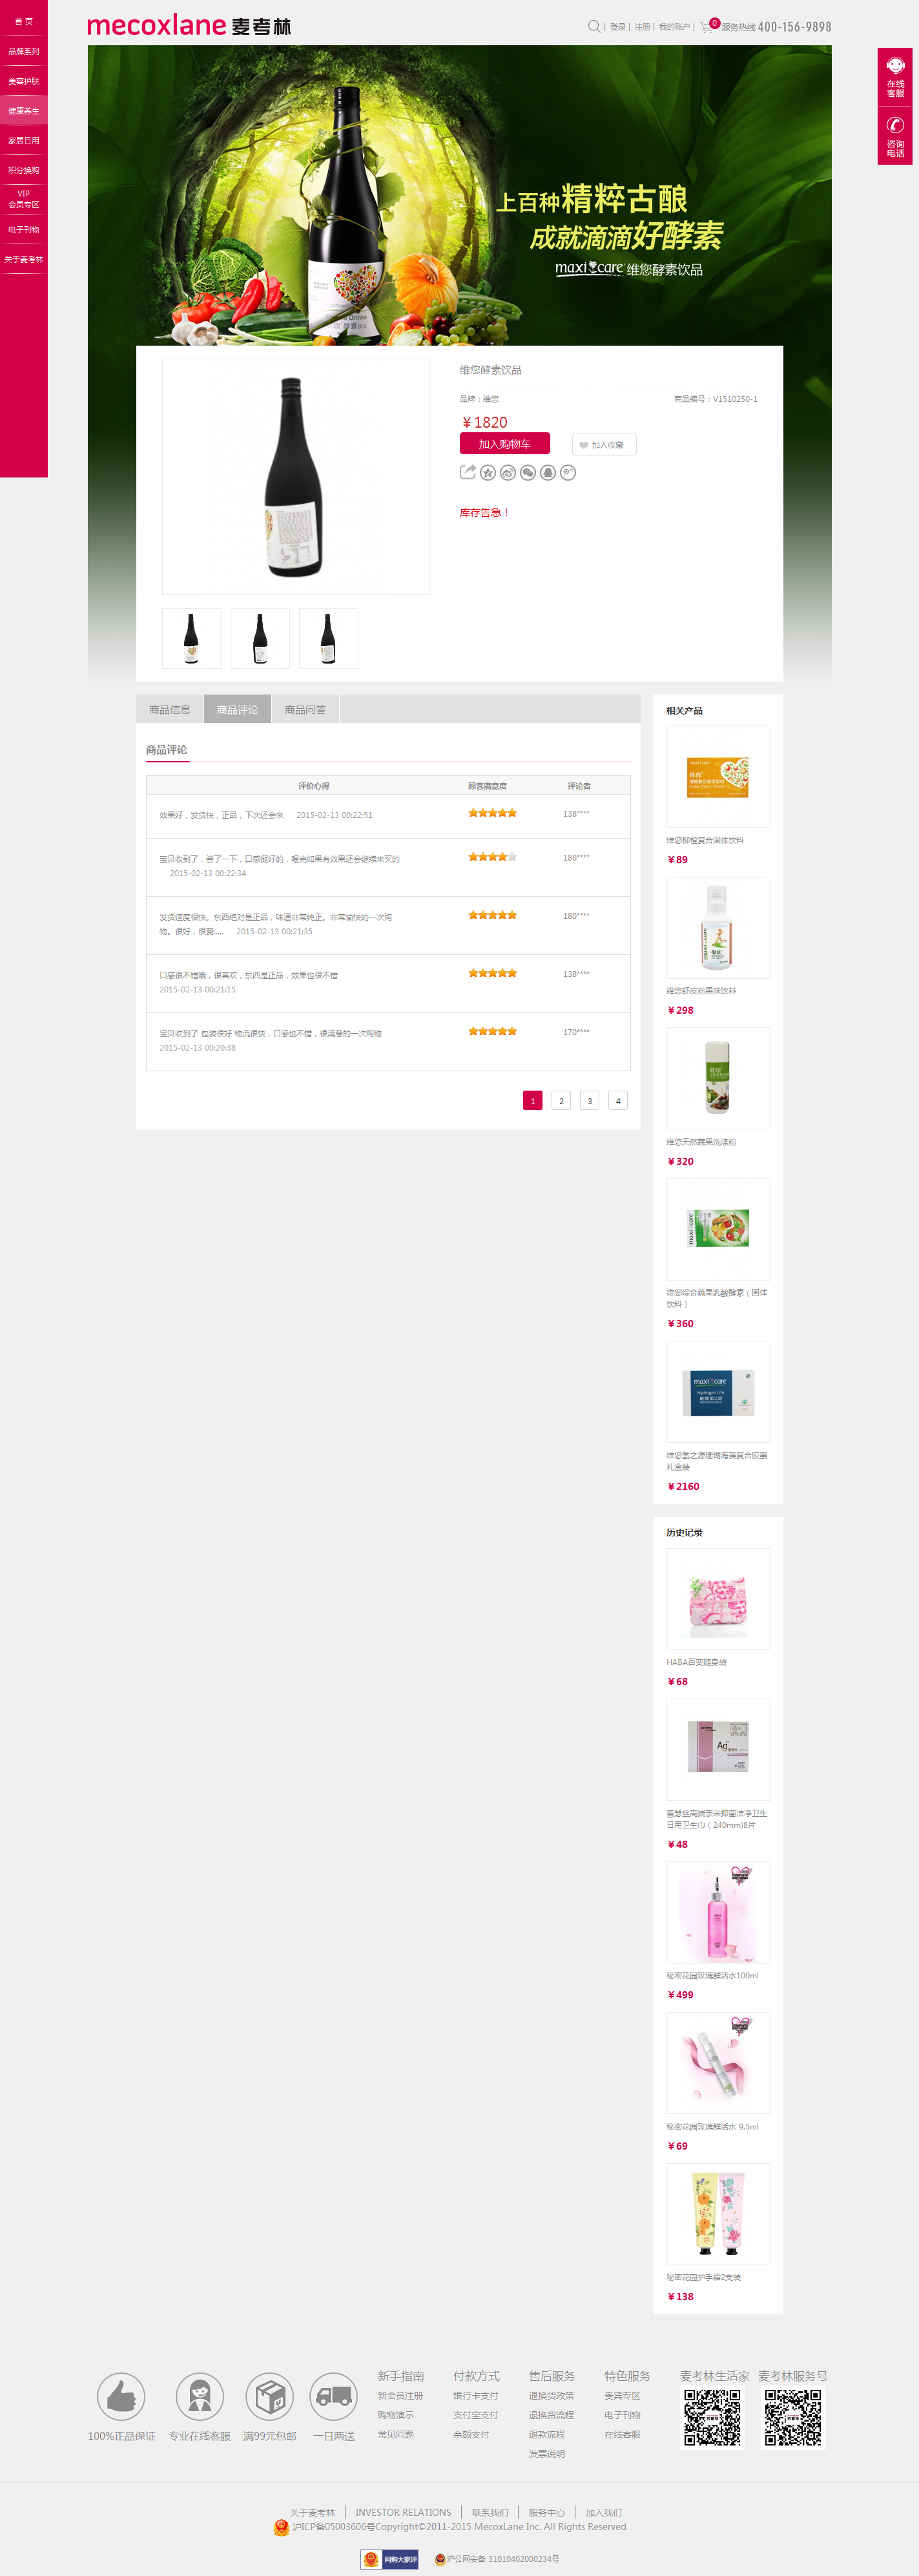 首 页
品牌系列
美容护肤
健康养生
家居日用
积分换购
VIP
会员专区
电子刊物
关于麦考林
mecoxlane 麦考林
登录 | 注册 | 我的账户 | 0 服务热线 400-156-9898
在线
客服
咨询
电话
上百种精粹古酿
成就滴滴好酵素
maxi care 维您酵素饮品
维您酵素饮品
品牌：维您 商品编号：V1510250-1
￥1820
加入购物车 加入收藏
库存告急！
商品信息 商品评论 商品问答
商品评论
评价心得 顾客满意度 评论者
效果好，发货快，正品，下次还会来 2015-02-13 00:22:51 138****
宝贝收到了，尝了一下，口感挺好的，喝完如果有效果还会继续来买的 180****
2015-02-13 00:22:34
发货速度很快。东西绝对是正品，味道非常纯正。非常愉快的一次购 180****
物。很好，很赞..... 2015-02-13 00:21:35
口感很不错哦，很喜欢，东西是正品，效果也很不错 138****
2015-02-13 00:21:15
宝贝收到了 包装很好 物流很快，口感也不错，很满意的一次购物 170****
2015-02-13 00:20:38
1 2 3 4
相关产品
维您柳橙复合固体饮料
￥89
维您虾皮粉果味饮料
￥298
维您天然蔬果洗涤粉
￥320
maxi care
维您综合蔬果乳酸酵素（固体
饮料）
￥360
maxi care
Hydrogen Life
维您氢之源珊瑚海藻复合胶囊
礼盒装
￥2160
历史记录
HABA百变随身袋
￥68
Ag
蕾瑟丝高端奈米抑菌洁净卫生
日用卫生巾（240mm)8片
￥48
秘密花园玫瑰鲜活水100ml
￥499
秘密花园玫瑰鲜活水 9.5ml
￥69
秘密花园护手霜2支装
￥138
100%正品保证 专业在线客服 满99元包邮 一日两送
新手指南
新会员注册
购物演示
常见问题
付款方式
银行卡支付
支付宝支付
余额支付
售后服务
退换货政策
退换货流程
退款流程
发票说明
特色服务
贵宾专区
电子刊物
在线客服
麦考林生活家 麦考林服务号
关于麦考林 | INVESTOR RELATIONS | 联系我们 | 服务中心 | 加入我们
沪ICP备05003606号Copyright©2011-2015 MecoxLane Inc. All Rights Reserved
网购大家评 沪公网安备 31010402000234号